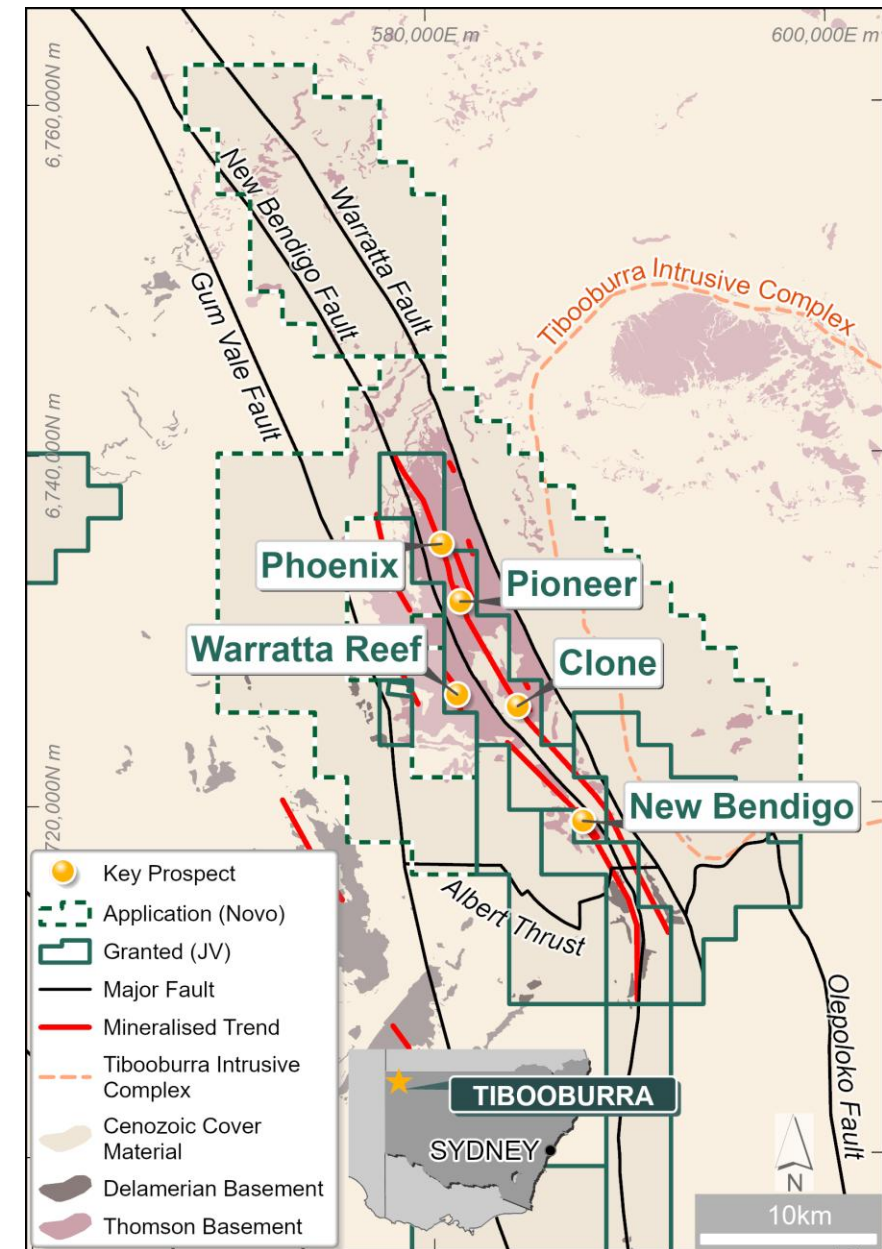 580,000E m
600,000E m
6,760,000N m
New Bendigo Fault
Warratta Fault
Gum Vale Fault
Tibooburra Intrusive Complex
6,740,000N m
Phoenix
Pioneer
Warratta Reef
Clone
New Bendigo
720,000N m
Albert Thrust
Olepoloko Fault
Key Prospect
Application (Novo)
Granted (JV)
Major Fault
Mineralised Trend
Tibooburra Intrusive
Complex
Cenozoic Cover
Material
Delamerian Basement
Thomson Basement
TIBOOBURRA
SYDNEY
N
10km